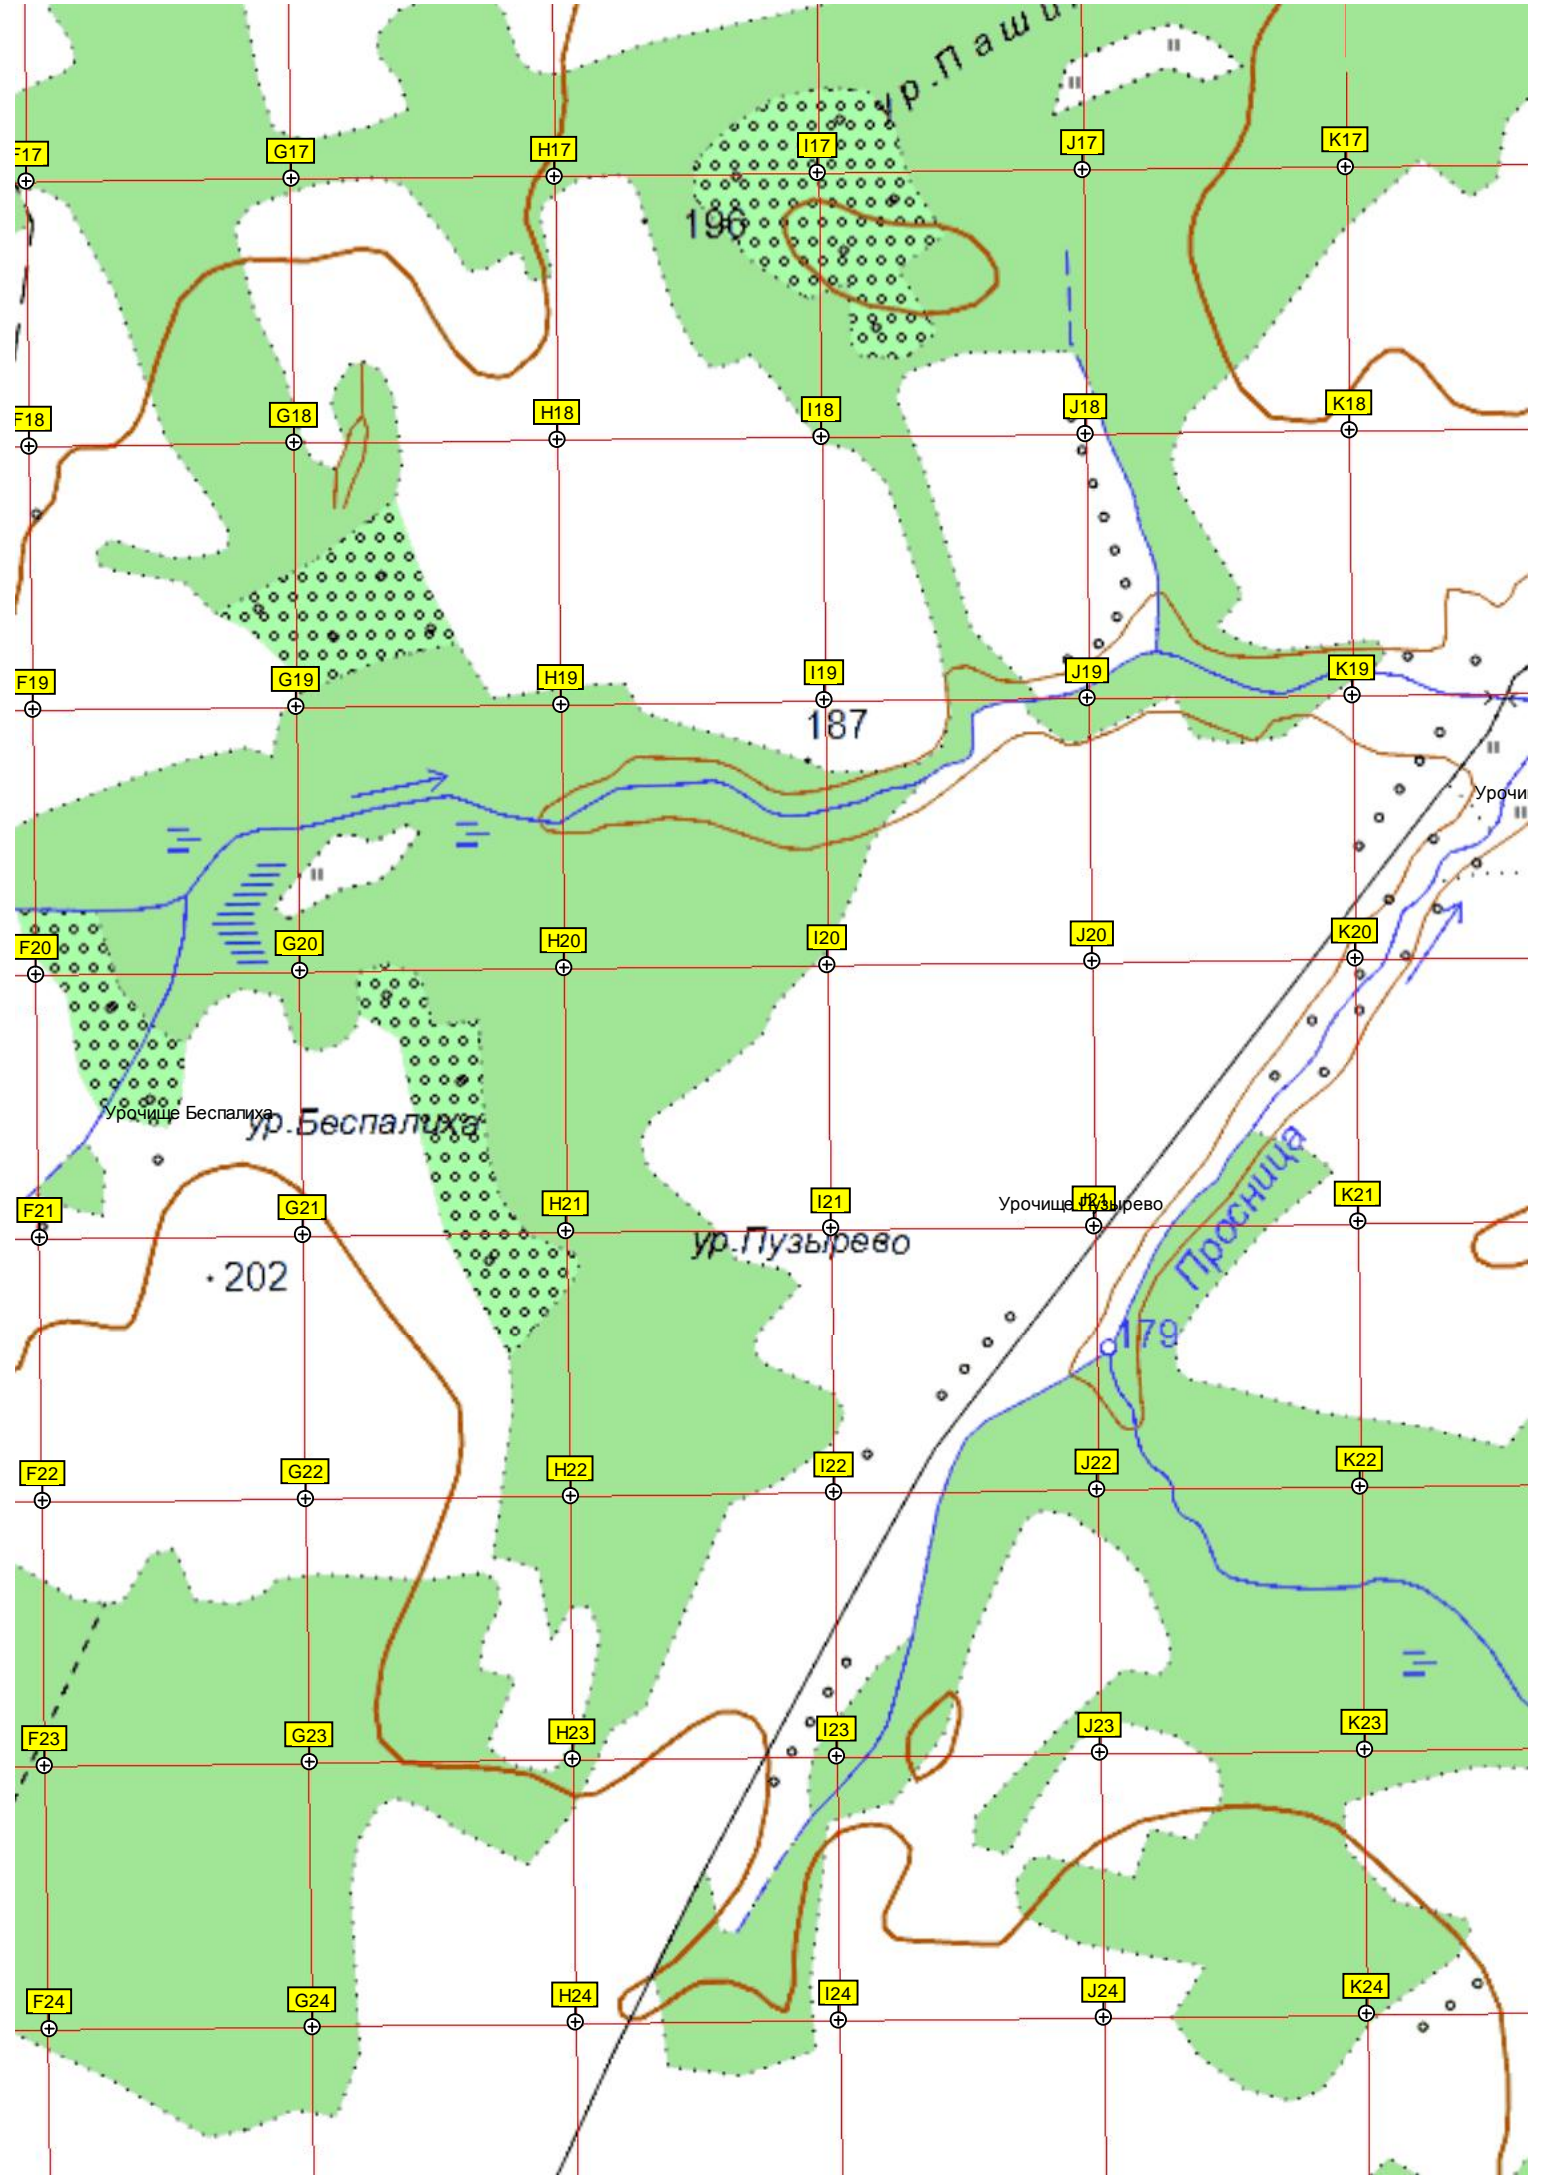 ур.Паши
F17 G17 H17 I17 J17 K17
196
F18 G18 H18 I18 J18 K18
F19 G19 H19 I19 J19 K19
187
F20 G20 H20 I20 J20 K20
Урочище Беспалиха
ур.Беспалиха
F21 G21 H21 I21 J21 K21
Урочище Пузырево
ур.Пузырево
Просница
202
179
F22 G22 H22 I22 J22 K22
F23 G23 H23 I23 J23 K23
F24 G24 H24 I24 J24 K24